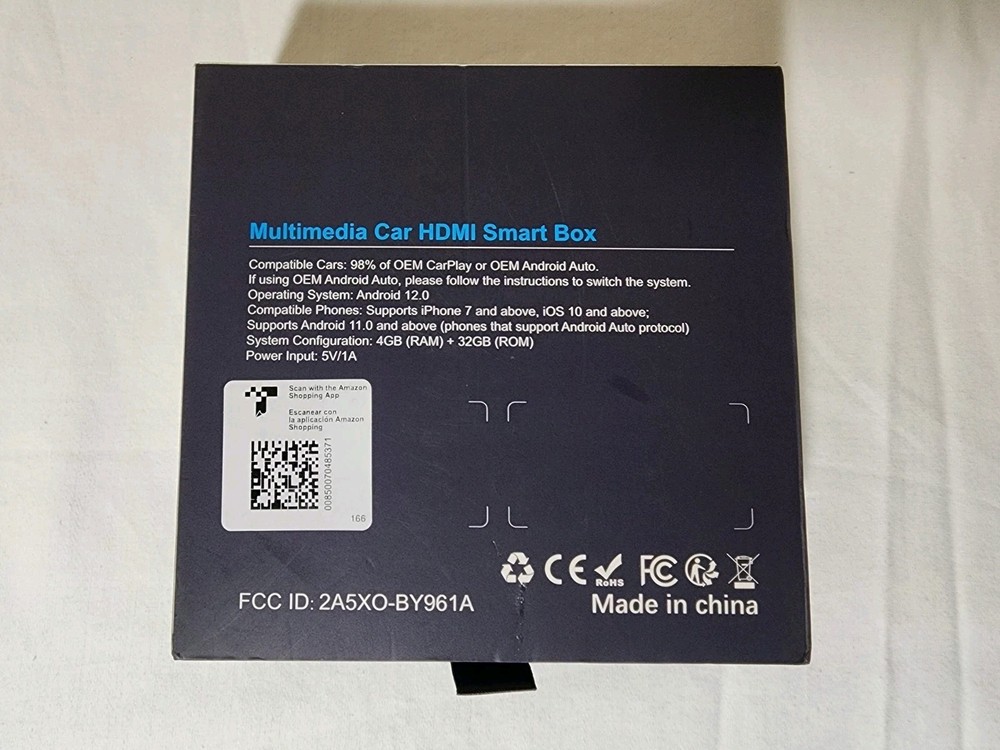 Multimedia Car HDMI Smart Box
Compatible Cars: 98% of OEM CarPlay or OEM Android Auto.
If using OEM Android Auto, please follow the instructions to switch the system.
Operating System: Android 12.0
Compatible Phones: Supports iPhone 7 and above, iOS 10 and above;
Supports Android 11.0 and above (phones that support Android Auto protocol)
System Configuration: 4GB (RAM) + 32GB (ROM)
Power Input: 5V/1A
Scan with the Amazon
Shopping App
Escanear con
la aplicación Amazon
Shopping
00850070485371
166
CE
RoHS
FC
FCC ID: 2A5XO-BY961A
Made in china